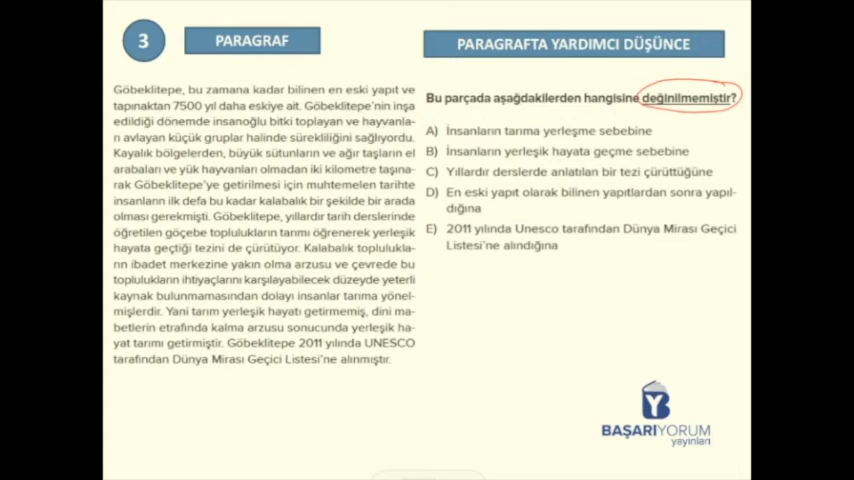 3
PARAGRAF
PARAGRAFTA YARDIMCI DÜŞÜNCE
Göbeklitepe, bu zamana kadar bilinen en eski yapıt ve
tapınaktan 7500 yıl daha eskiye ait. Göbeklitepe'nin inşa
edildiği dönemde insanoğlu bitki toplayan ve hayvanla-
rı avlayan küçük gruplar halinde sürekliliğini sağlıyordu.
Kayalık bölgelerden, büyük sütunların ve ağır taşların el
arabaları ve yük hayvanları olmadan iki kilometre taşına-
rak Göbeklitepe'ye getirilmesi için muhtemelen tarihte
insanların ilk defa bu kadar kalabalık bir şekilde bir arada
olması gerekmişti. Göbeklitepe, yıllardır tarih derslerinde
öğretilen göçebe toplulukların tarımı öğrenerek yerleşik
hayata geçtiği tezini de çürütüyor. Kalabalık toplulukla-
rın ibadet merkezine yakın olma arzusu ve çevrede bu
toplulukların ihtiyaçlarını karşılayabilecek düzeyde yeterli
kaynak bulunmamasından dolayı insanlar tarıma yönel-
mişlerdir. Yani tarım yerleşik hayatı getirmemiş, dini ma-
betlerin etrafında kalma arzusu sonucunda yerleşik ha-
yat tarımı getirmiştir. Göbeklitepe 2011 yılında UNESCO
tarafından Dünya Mirası Geçici Listesi'ne alınmıştır.
Bu parçada aşağdakilerden hangisine değinilmemiştir?
A) İnsanların tarıma yerleşme sebebine
B) İnsanların yerleşik hayata geçme sebebine
C) Yıllardır derslerde anlatılan bir tezi çürüttüğüne
D) En eski yapıt olarak bilinen yapıtlardan sonra yapıl-
dığına
E) 2011 yılında Unesco tarafından Dünya Mirası Geçici
Listesi'ne alındığına
BAŞARIYORUM
yayınları